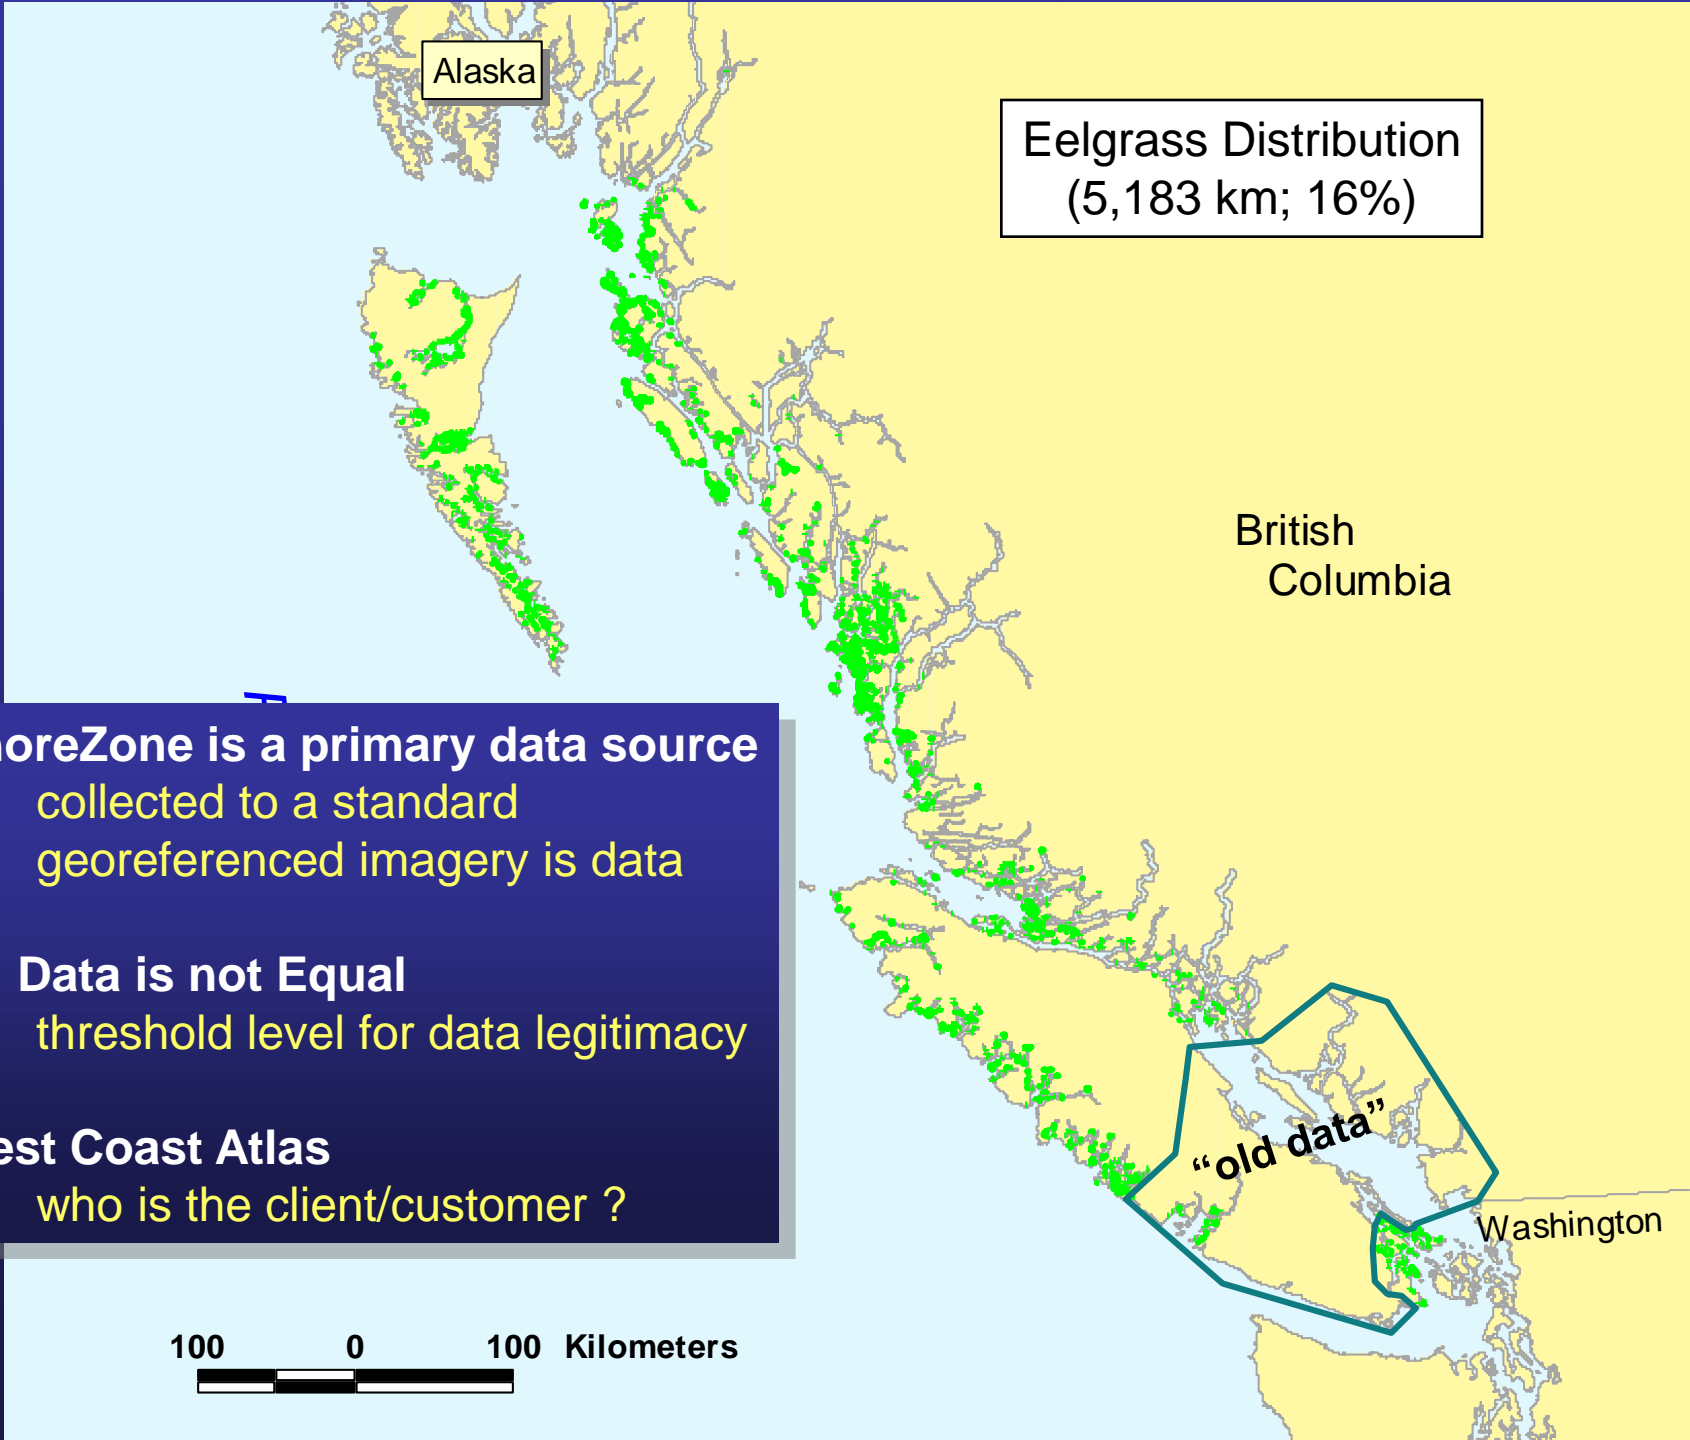 Alaska
Eelgrass Distribution
(5,183 km; 16%)
British
Columbia
horeZone is a primary data source
collected to a standard
georeferenced imagery is data
Data is not Equal
threshold level for data legitimacy
est Coast Atlas
who is the client/customer ?
“old data”
Washington
100 0 100 Kilometers